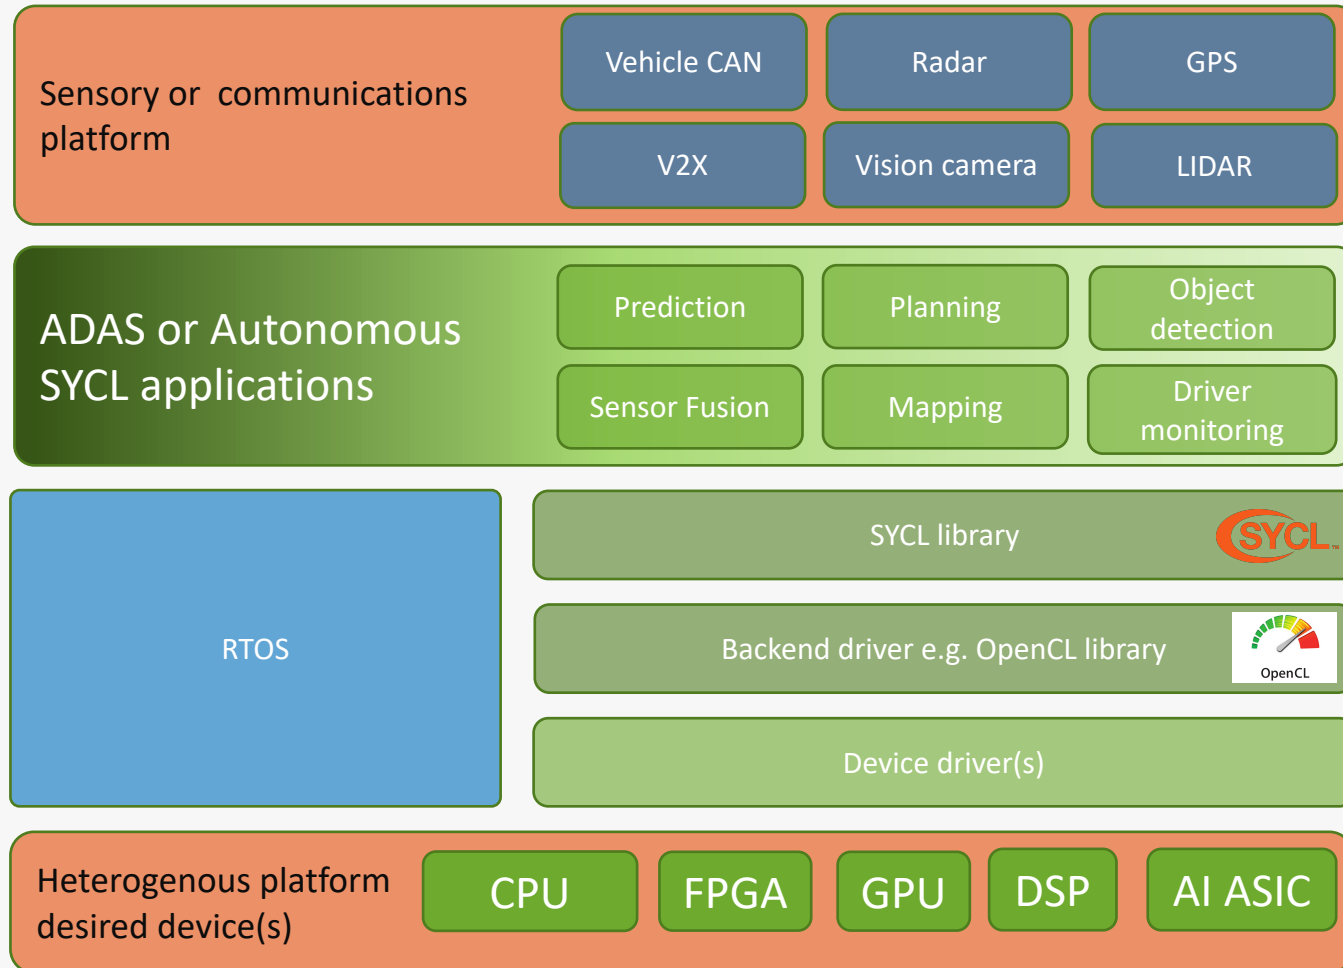 Sensory or communications
platform
Vehicle CAN
Radar
GPS
V2X
Vision camera
LIDAR
ADAS or Autonomous
SYCL applications
Prediction
Planning
Object
detection
Sensor Fusion
Mapping
Driver
monitoring
RTOS
SYCL library
SYCL™
Backend driver e.g. OpenCL library
OpenCL
Device driver(s)
Heterogenous platform
desired device(s)
CPU
FPGA
GPU
DSP
AI ASIC